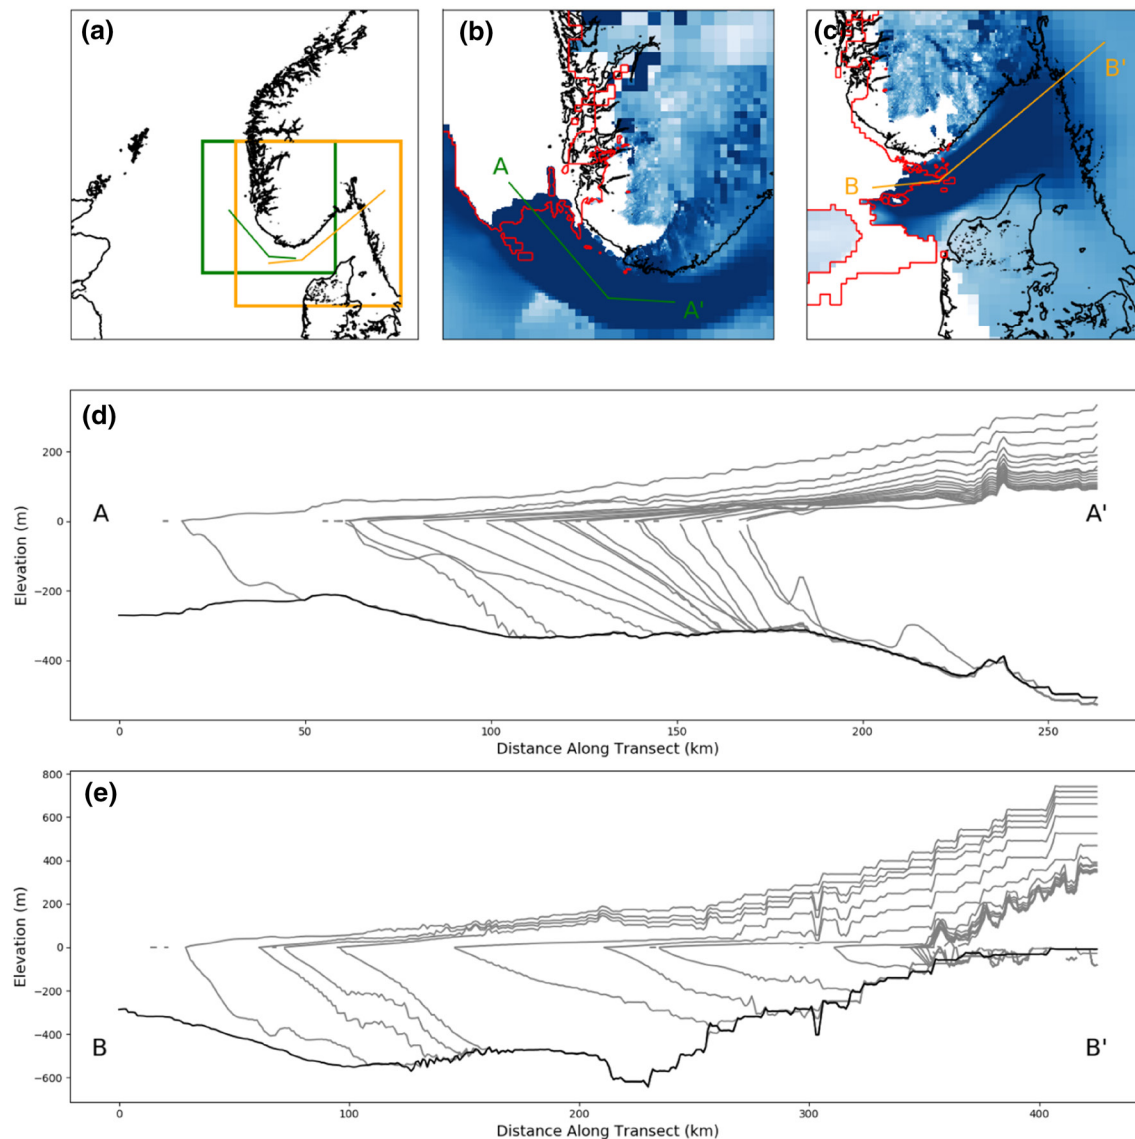 (a)
(b)
A
A'
(c)
B'
B
(d)
200
0
−200
−400
Elevation (m)
A
A'
0
50
100
150
200
250
Distance Along Transect (km)
(e)
800
600
400
200
0
−200
−400
−600
Elevation (m)
B
B'
0
100
200
300
400
Distance Along Transect (km)